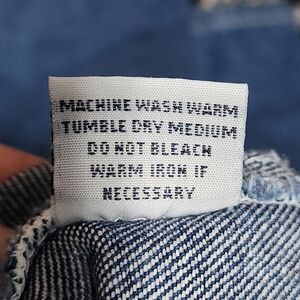 MACHINE WASH WARM
TUMBLE DRY MEDIUM
DO NOT BLEACH
WARM IRON IF
NECESSARY